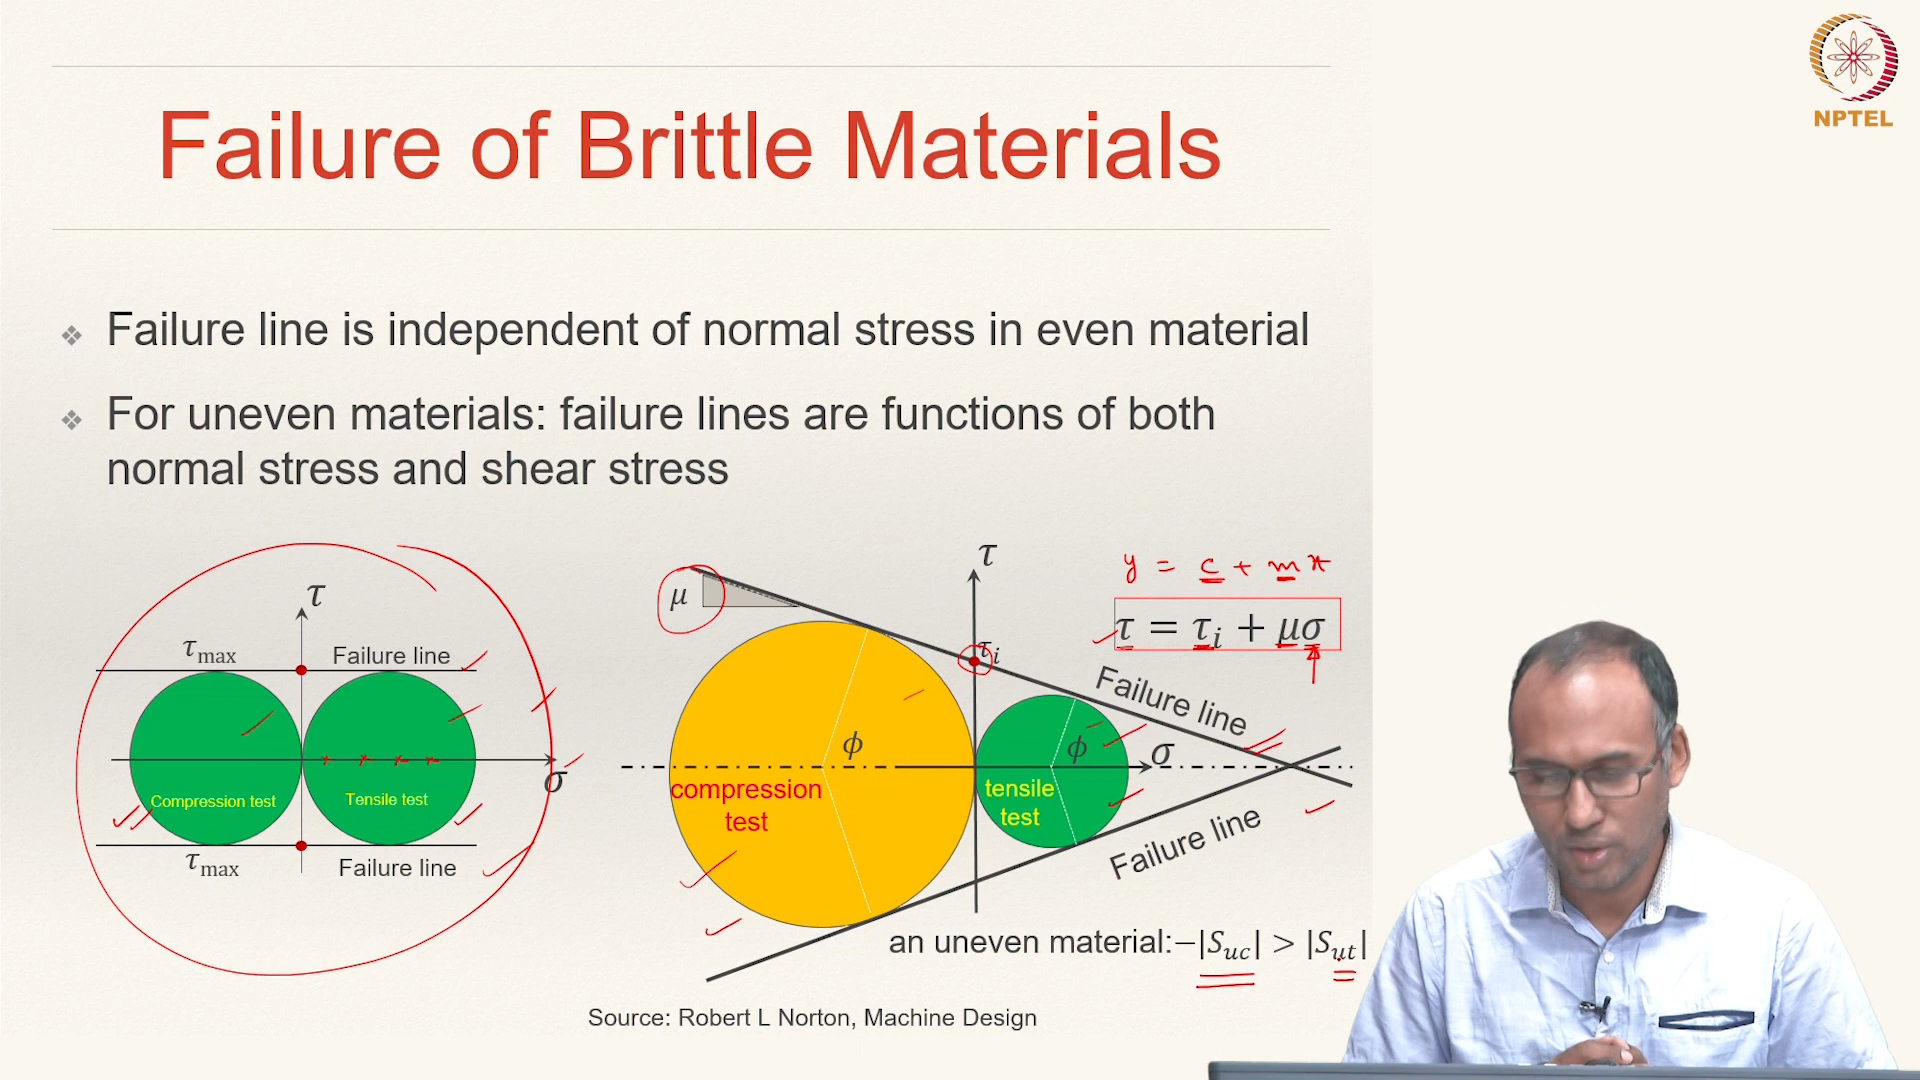 NPTEL
Failure of Brittle Materials
Failure line is independent of normal stress in even material
For uneven materials: failure lines are functions of both
normal stress and shear stress
τ
τmax
Failure line
Compression test
Tensile test
σ
τmax
Failure line
μ
τ
y = c + mx
τ = τi + μσ
τi
Failure line
ϕ
ϕ
σ
compression
test
tensile
test
Failure line
an uneven material:−|Suc| > |Sut|
Source: Robert L Norton, Machine Design